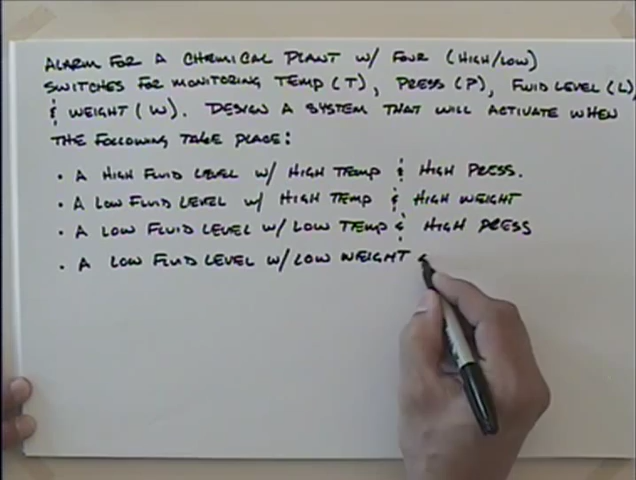 ALARM FOR A CHEMICAL PLANT W/ FOUR (HIGH/LOW)
SWITCHES FOR MONITORING TEMP (T), PRESS (P), FLUID LEVEL (L),
& WEIGHT (W). DESIGN A SYSTEM THAT WILL ACTIVATE WHEN
THE FOLLOWING TAKE PLACE:
• A HIGH FLUID LEVEL W/ HIGH TEMP & HIGH PRESS.
• A LOW FLUID LEVEL W/ HIGH TEMP & HIGH WEIGHT
• A LOW FLUID LEVEL W/ LOW TEMP & HIGH PRESS
• A LOW FLUID LEVEL W/ LOW WEIGHT